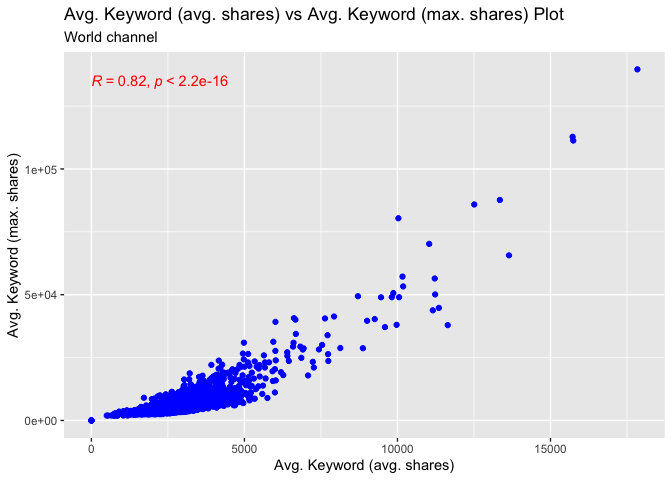 Avg. Keyword (avg. shares) vs Avg. Keyword (max. shares) Plot
World channel
R = 0.82, p < 2.2e-16
Avg. Keyword (max. shares)
1e+05
5e+04
0e+00
0
5000
10000
15000
Avg. Keyword (avg. shares)